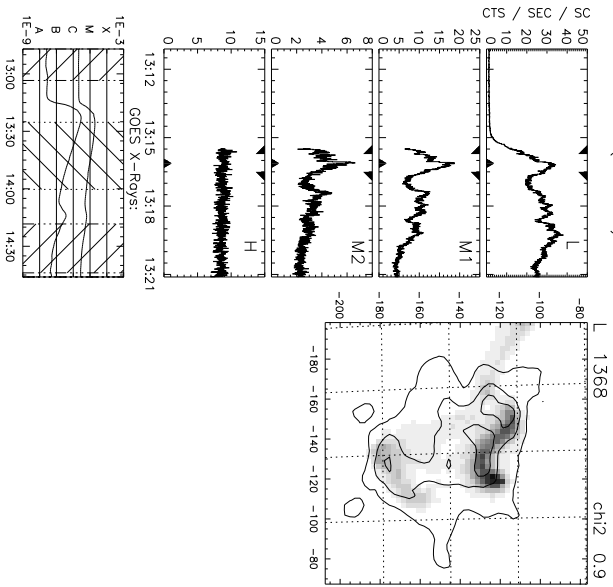 CTS / SEC / SC
0 10 20 30 40 50
L
0 5 10 15 20 25
M1
0 2 4 6 8
M2
0 5 10 15
H
13:12 13:15 13:18 13:21
GOES X-Rays:
1E-9 1E-3
A B C M X
13:00 13:30 14:00 14:30
L 1368 chi2 0.9
-200 -180 -160 -140 -120 -100 -80
-180 -160 -140 -120 -100 -80